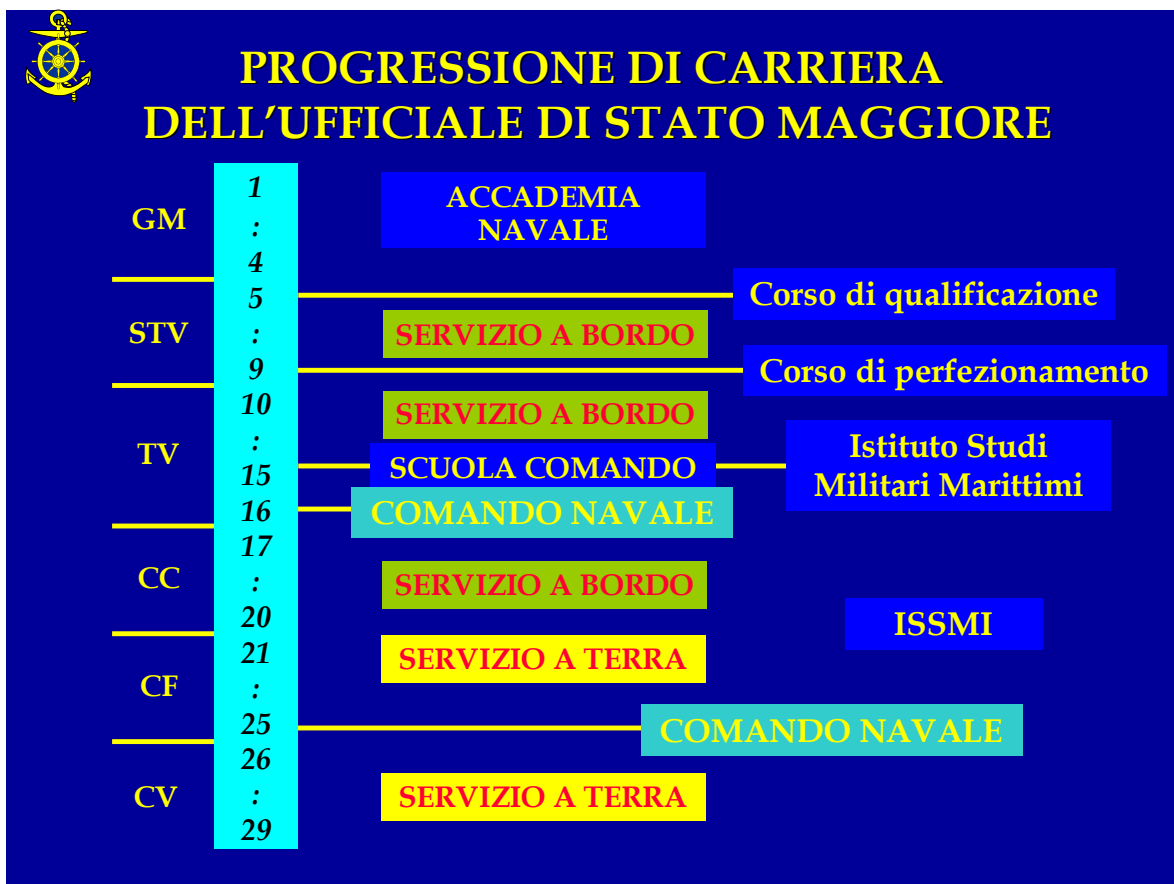 PROGRESSIONE DI CARRIERA
DELL'UFFICIALE DI STATO MAGGIORE
GM
1
:
4
ACCADEMIA
NAVALE
STV
5
:
9
Corso di qualificazione
SERVIZIO A BORDO
Corso di perfezionamento
TV
10
:
15
16
SERVIZIO A BORDO
SCUOLA COMANDO
Istituto Studi
Militari Marittimi
COMANDO NAVALE
CC
17
:
20
SERVIZIO A BORDO
ISSMI
CF
21
:
25
SERVIZIO A TERRA
COMANDO NAVALE
CV
26
:
29
SERVIZIO A TERRA